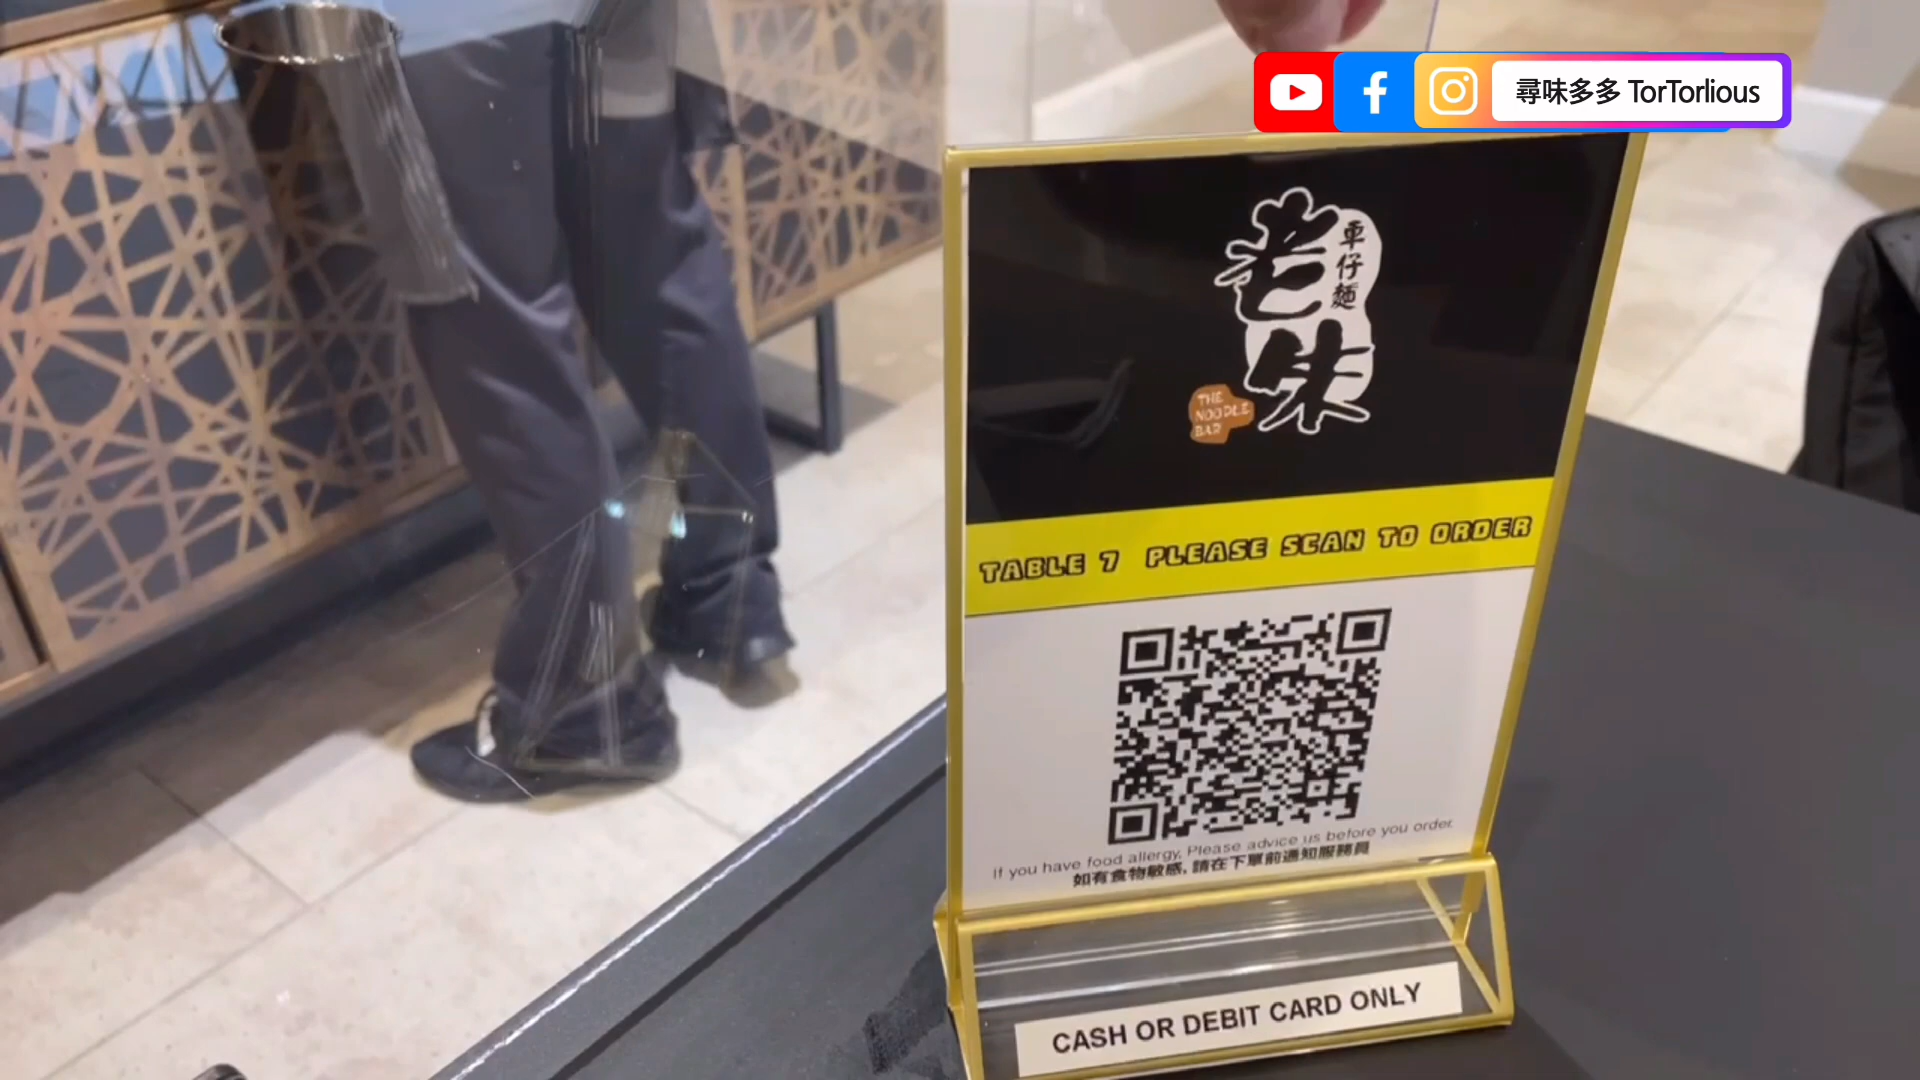 尋味多多 TorTorlious
老朱
車仔麵
THE
NOODLE
BAR
TABLE 7 PLEASE SCAN TO ORDER
If you have food allergy, Please advice us before you order.
如有食物敏感, 請在下單前通知服務員
CASH OR DEBIT CARD ONLY